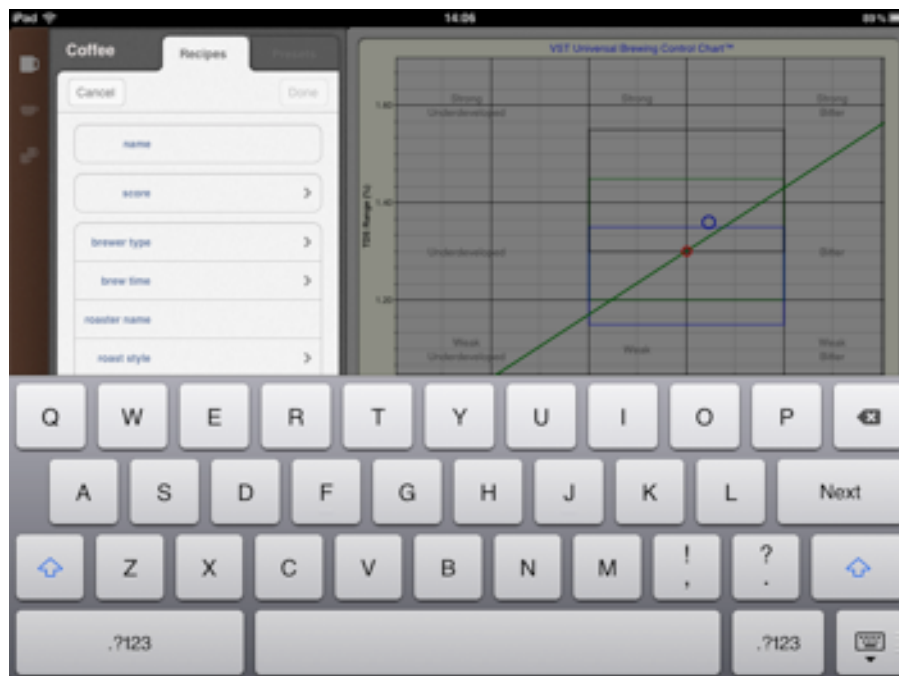 iPad 14:06 89%
Coffee Recipes Presets
Cancel Done
name
score
brewer type
brew time
roaster name
roast style
VST Universal Brewing Control Chart™
TDS Range (%)
1.60
1.40
1.20
Strong
Underdeveloped
Strong
Strong
Bitter
Underdeveloped
Bitter
Weak
Underdeveloped
Weak
Weak
Bitter
Q W E R T Y U I O P
A S D F G H J K L Next
Z X C V B N M ! , ? .
.?123 .?123